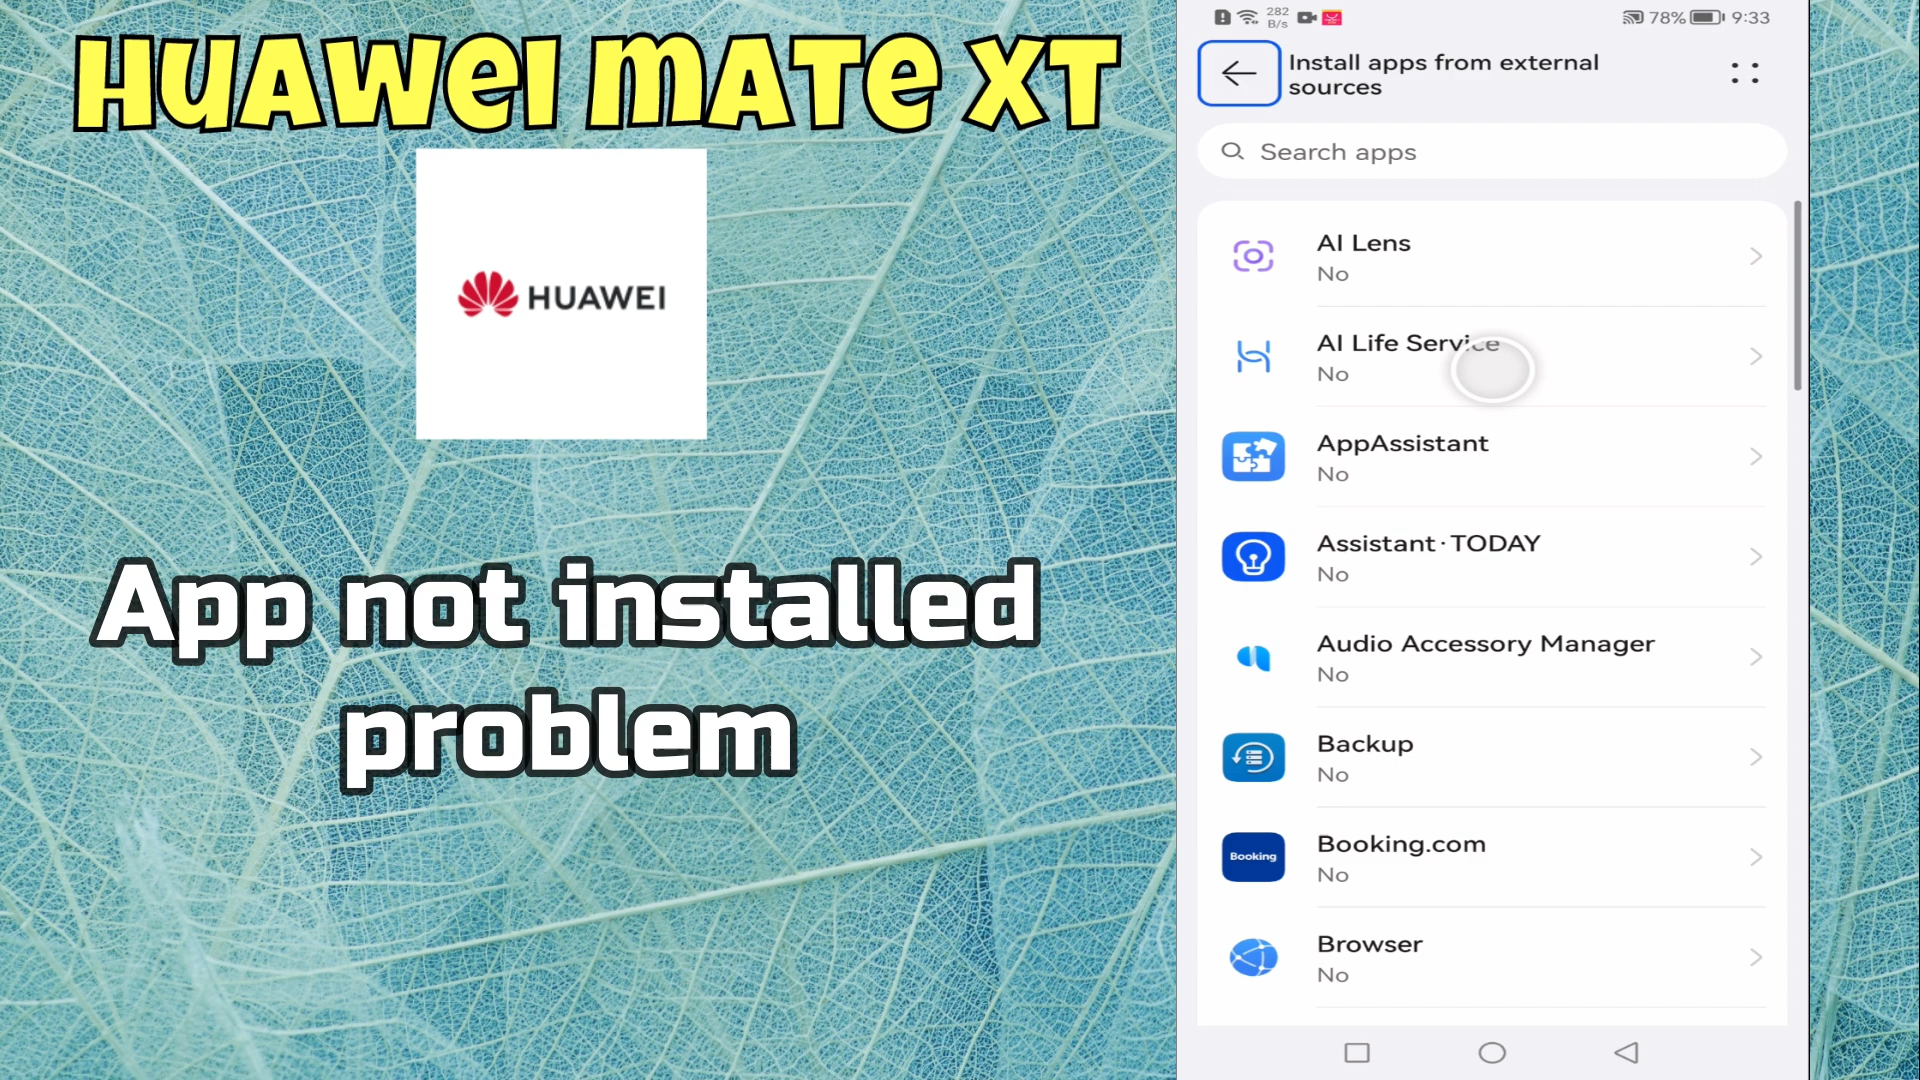 HUAWEI MATE XT
HUAWEI
App not installed
problem
282
B/s
78%
9:33
Install apps from external
sources
Search apps
AI Lens
No
AI Life Service
No
AppAssistant
No
Assistant·TODAY
No
Audio Accessory Manager
No
Backup
No
Booking
Booking.com
No
Browser
No